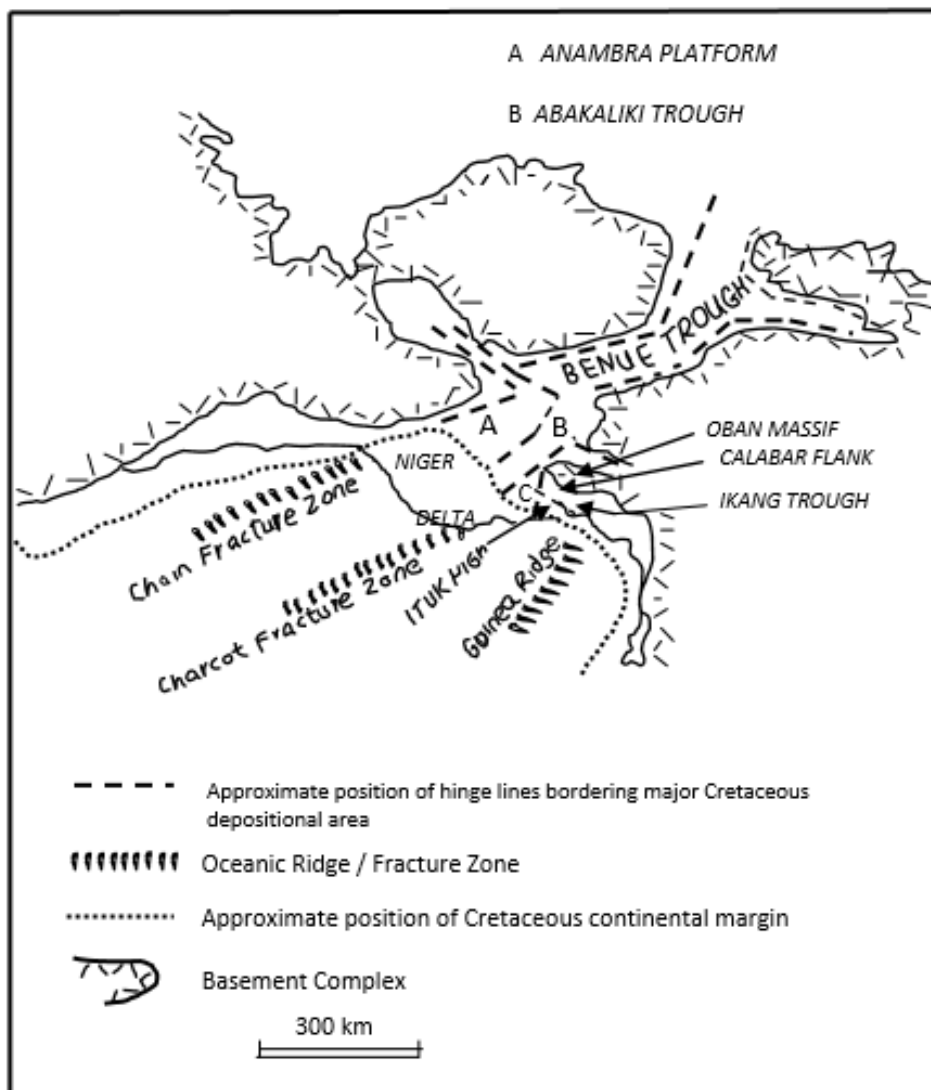 A ANAMBRA PLATFORM
B ABAKALIKI TROUGH
BENUE TROUGH
A
B
OBAN MASSIF
CALABAR FLANK
NIGER
C
IKANG TROUGH
DELTA
Chain Fracture Zone
ITUK HIGH
Guinea Ridge
Charcot Fracture Zone
Approximate position of hinge lines bordering major Cretaceous
depositional area
Oceanic Ridge / Fracture Zone
Approximate position of Cretaceous continental margin
Basement Complex
300 km